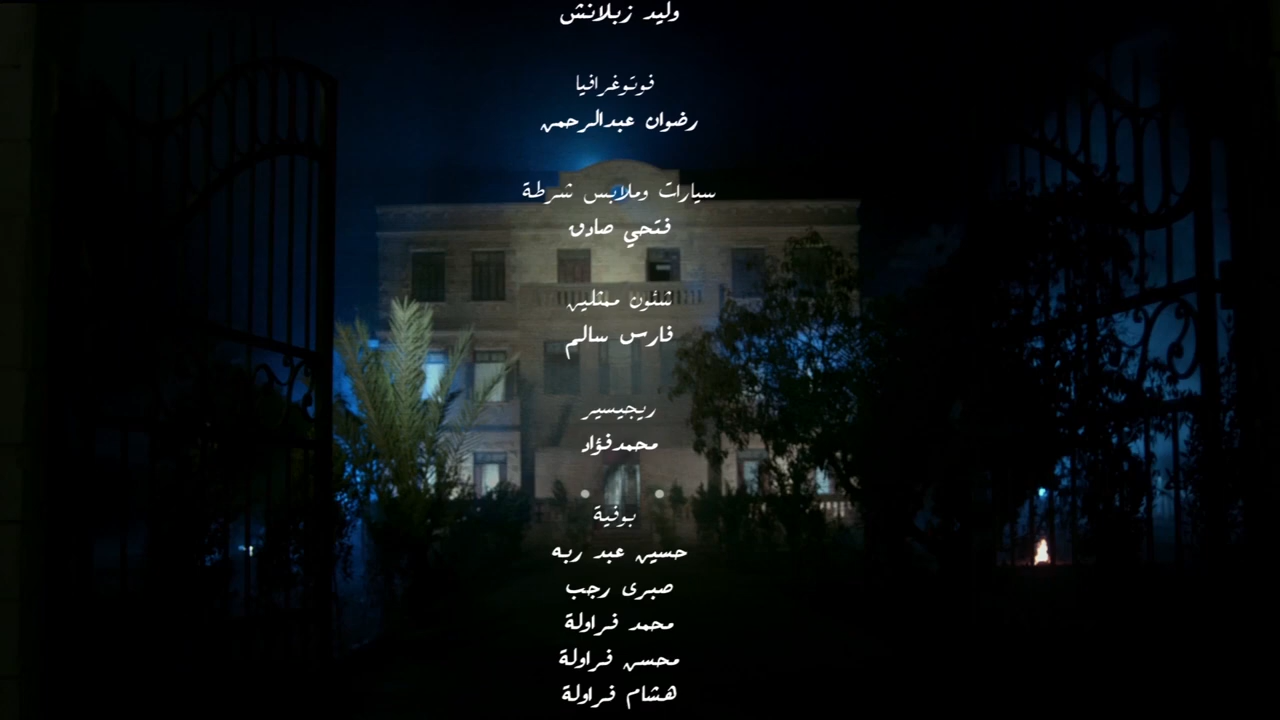 وليد زبلانش
فوتوغرافيا
رضوان عبدالرحمن
سيارات وملابس شرطة
فتحي صادق
شئون ممثلين
فارس سالم
ريجيسير
محمدفؤاد
بوفية
حسين عبد ربه
صبرى رجب
محمد فراولة
محسن فراولة
هشام فراولة